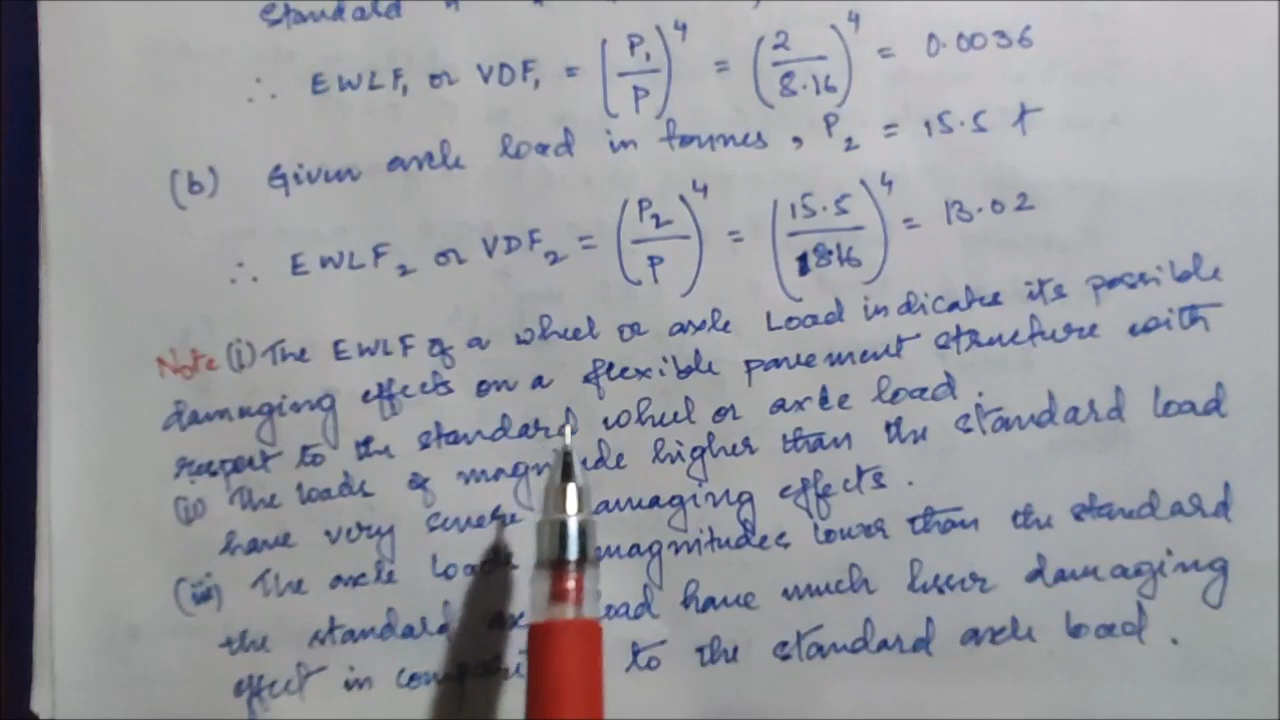 Standard
∴ EWLF₁ or VDF₁ = (P₁/P)⁴ = (2/8.16)⁴ = 0.0036
(b) Given axle load in tonnes, P₂ = 15.5 t
∴ EWLF₂ or VDF₂ = (P₂/P)⁴ = (15.5/8.16)⁴ = 13.02
Note (i) The EWLF of a wheel or axle Load indicates its possible
damaging effects on a flexible pavement structure with
respect to the standard wheel or axle load.
(ii) The loads of magnitude higher than the standard load
have very severe damaging effects.
(iii) The axle magnitudes lower than the standard
the standard load have much lesser damaging
effect in to the standard axle load.